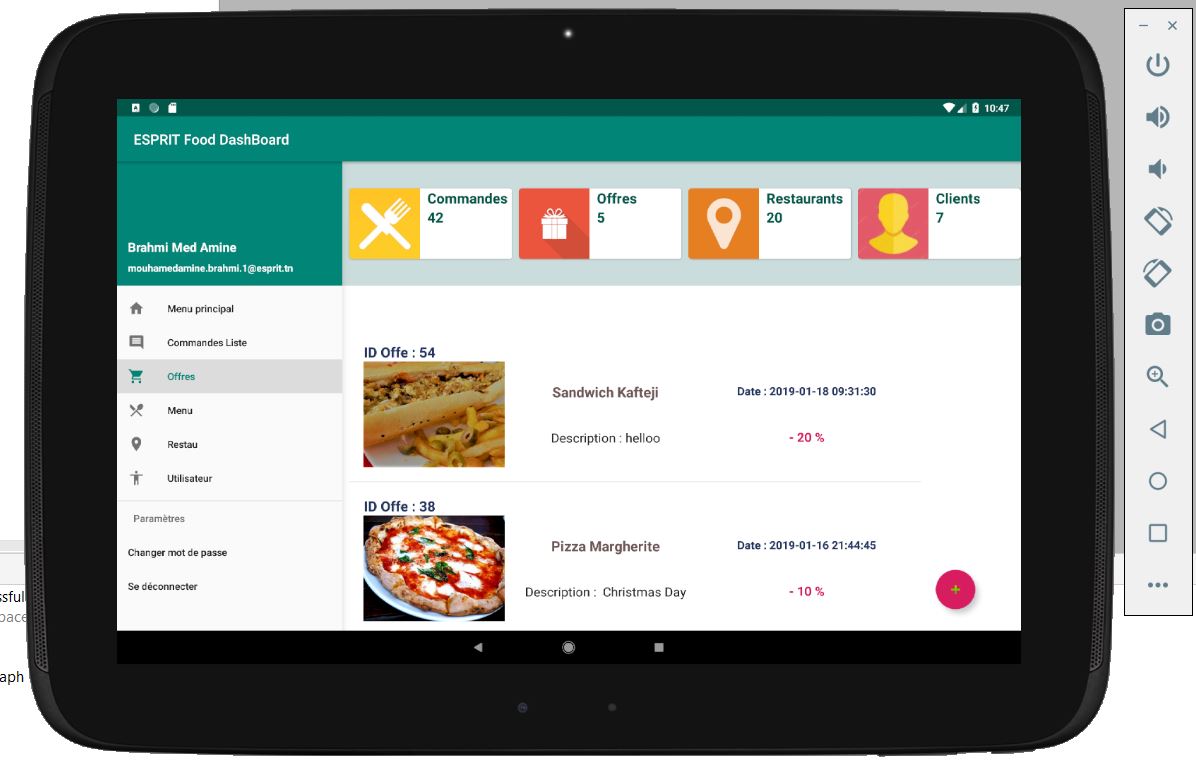 10:47
ESPRIT Food DashBoard
Brahmi Med Amine
mouhamedamine.brahmi.1@esprit.tn
Menu principal
Commandes Liste
Offres
Menu
Restau
Utilisateur
Paramètres
Changer mot de passe
Se déconnecter
Commandes
42
Offres
5
Restaurants
20
Clients
7
ID Offe : 54
Sandwich Kafteji
Date : 2019-01-18 09:31:30
Description : helloo
- 20 %
ID Offe : 38
Pizza Margherite
Date : 2019-01-16 21:44:45
Description : Christmas Day
- 10 %
+
ssful
pace
aph